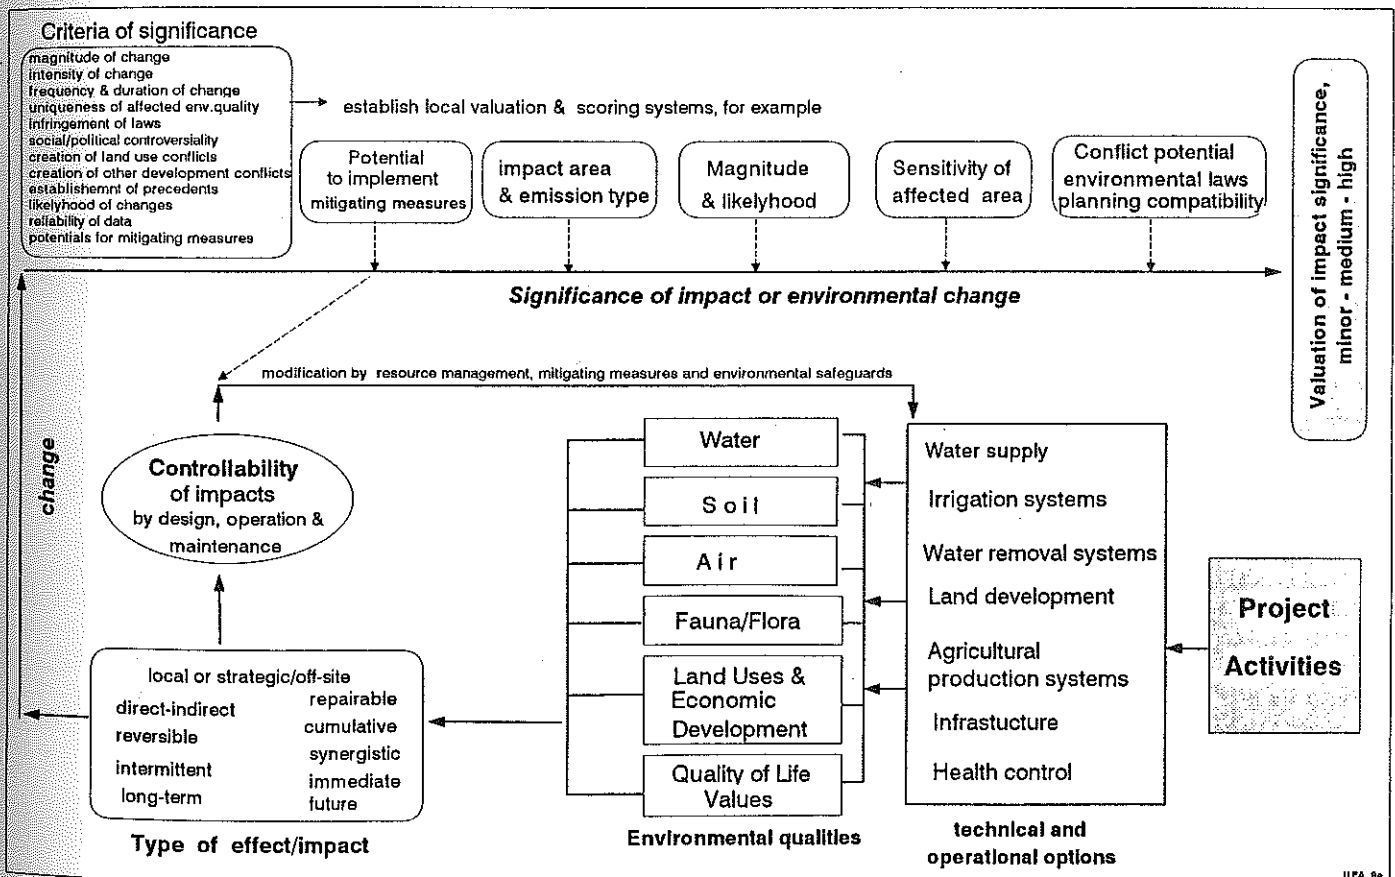 Criteria of significance
magnitude of change
intensity of change
frequency & duration of change
uniqueness of affected env.quality
infringement of laws
social/political controversiality
creation of land use conflicts
creation of other development conflicts
establishemnt of precedents
likelyhood of changes
reliability of data
potentials for mitigating measures
establish local valuation & scoring systems, for example
Potential
to implement
mitigating measures
impact area
& emission type
Magnitude
& likelyhood
Sensitivity of
affected area
Conflict potential
environmental laws
planning compatibility
Valuation of impact significance,
minor - medium - high
Significance of impact or environmental change
change
modification by resource management, mitigating measures and environmental safeguards
Controllability
of impacts
by design, operation &
maintenance
local or strategic/off-site
direct-indirect
reversible
intermittent
long-term
repairable
cumulative
synergistic
immediate
future
Type of effect/impact
Water
Soil
Air
Fauna/Flora
Land Uses &
Economic
Development
Quality of Life
Values
Environmental qualities
Water supply
Irrigation systems
Water removal systems
Land development
Agricultural
production systems
Infrastucture
Health control
technical and
operational options
Project
Activities